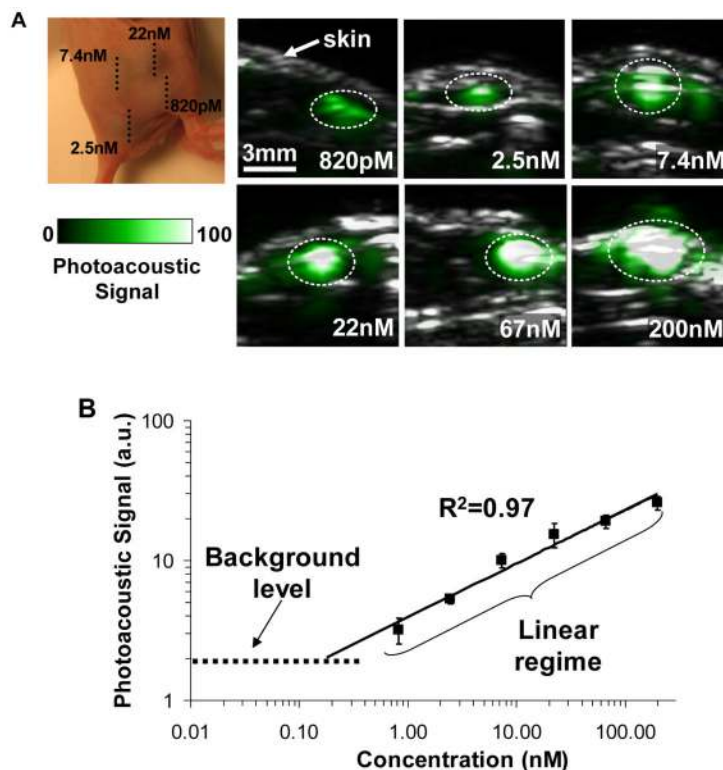 A
22nM
7.4nM
820pM
2.5nM
0 100
Photoacoustic
Signal
skin
3mm
820pM
2.5nM
7.4nM
22nM
67nM
200nM
B
Photoacoustic Signal (a.u.)
100
10
1
R²=0.97
Background
level
Linear
regime
0.01 0.10 1.00 10.00 100.00
Concentration (nM)